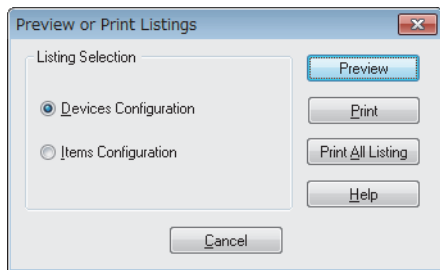 Preview or Print Listings
Listing Selection
Devices Configuration
Items Configuration
Preview
Print
Print All Listing
Help
Cancel